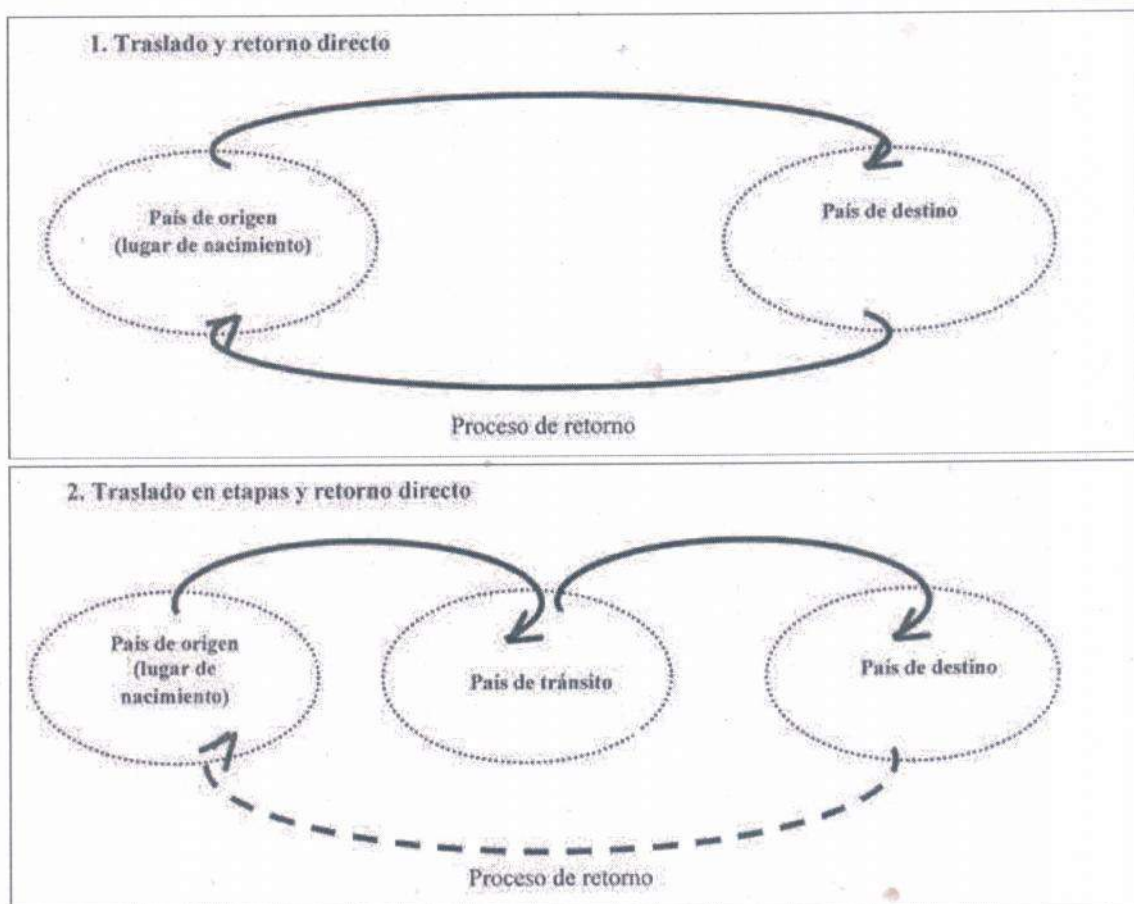 1. Traslado y retorno directo
País de origen
(lugar de nacimiento)
País de destino
Proceso de retorno
2. Traslado en etapas y retorno directo
País de origen
(lugar de
nacimiento)
País de tránsito
País de destino
Proceso de retorno